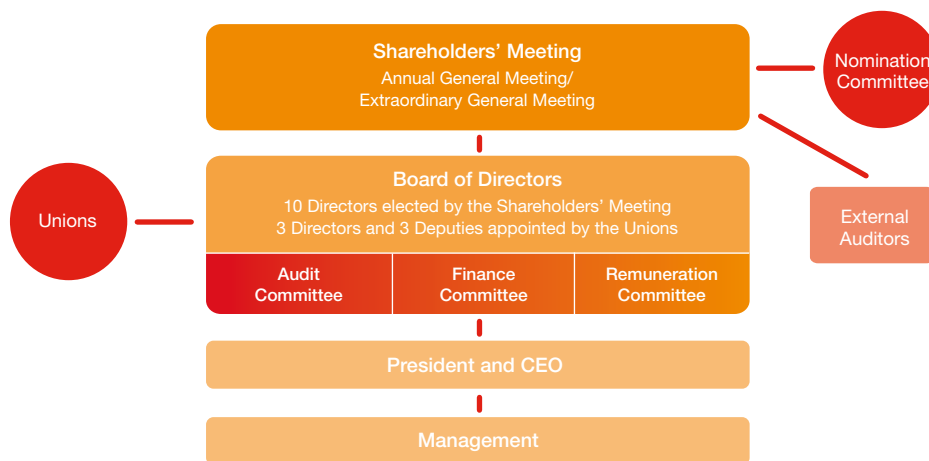 Shareholders’ Meeting
Annual General Meeting/
Extraordinary General Meeting
Nomination
Committee
Unions
Board of Directors
10 Directors elected by the Shareholders’ Meeting
3 Directors and 3 Deputies appointed by the Unions
External
Auditors
Audit
Committee
Finance
Committee
Remuneration
Committee
President and CEO
Management